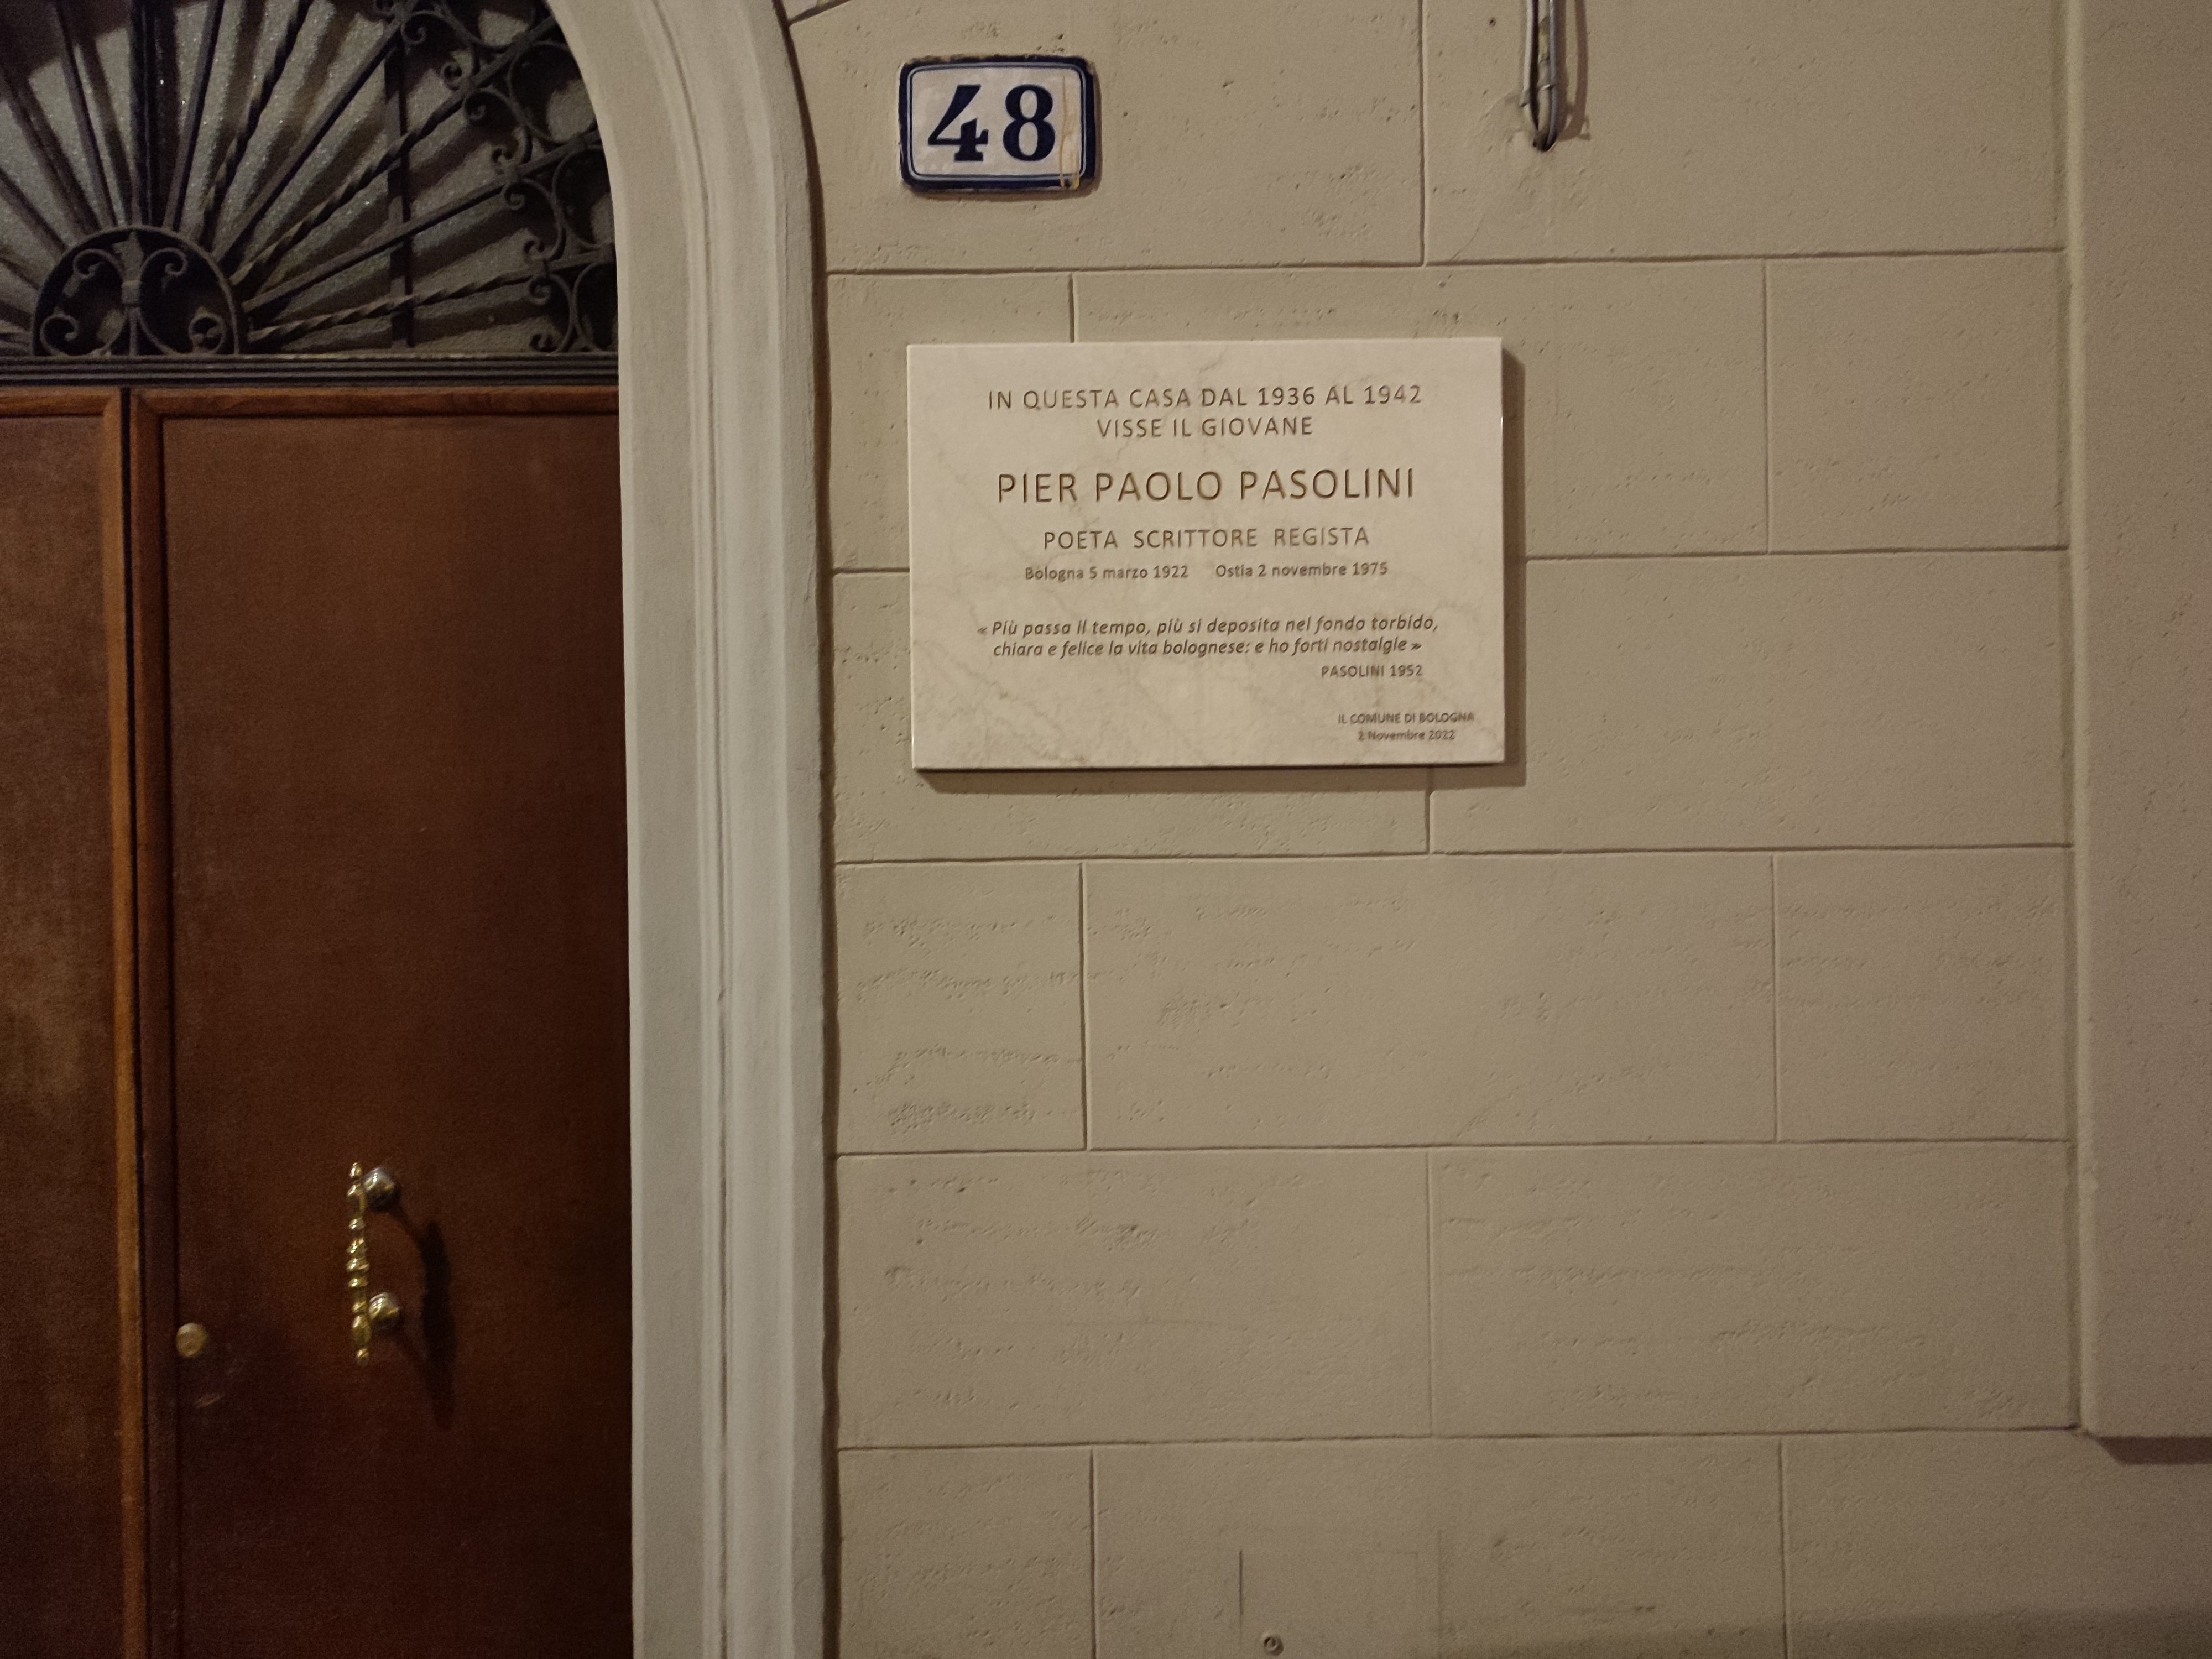 48
IN QUESTA CASA DAL 1936 AL 1942
VISSE IL GIOVANE
PIER PAOLO PASOLINI
POETA SCRITTORE REGISTA
Bologna 5 marzo 1922 Ostia 2 novembre 1975
« Più passa il tempo, più si deposita nel fondo torbido,
chiara e felice la vita bolognese: e ho forti nostalgie »
PASOLINI 1952
IL COMUNE DI BOLOGNA
2 Novembre 2022